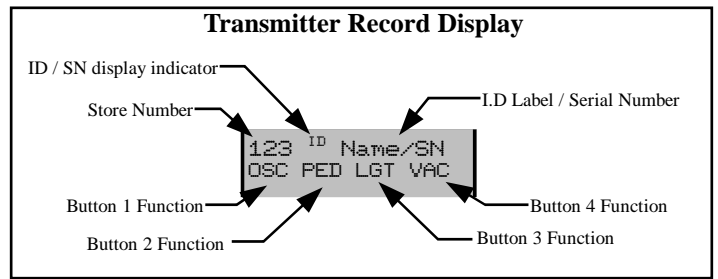 Transmitter Record Display
ID / SN display indicator
Store Number
I.D Label / Serial Number
123 ID Name/SN
OSC PED LGT VAC
Button 1 Function
Button 4 Function
Button 2 Function
Button 3 Function